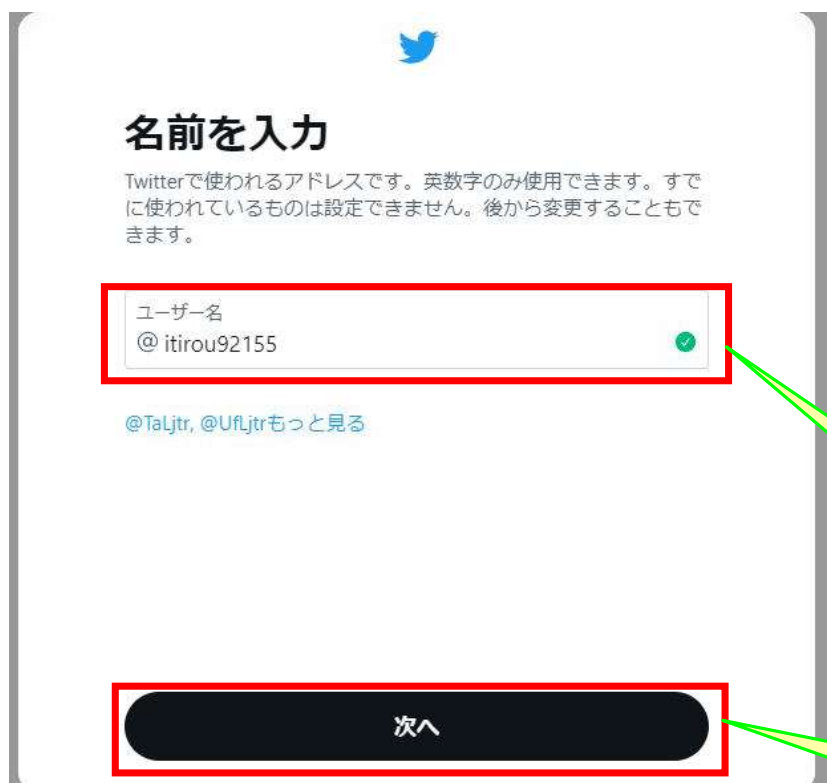 名前を入力
Twitterで使われるアドレスです。英数字のみ使用できます。すで
に使われているものは設定できません。後から変更することもで
きます。
ユーザー名
@ itirou92155
@TaLjtr, @UfLjtrもっと見る
次へ